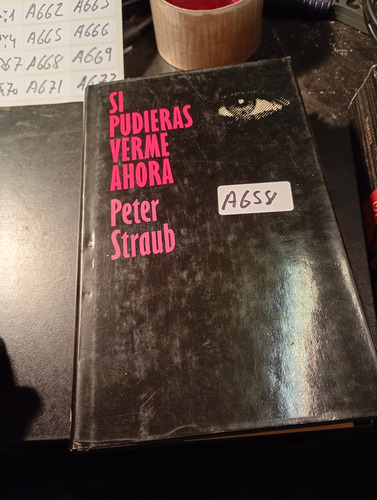 A662 A663
A665 A666
A668 A669
A671
SI
PUDIERAS
VERME
AHORA
Peter
Straub
A658